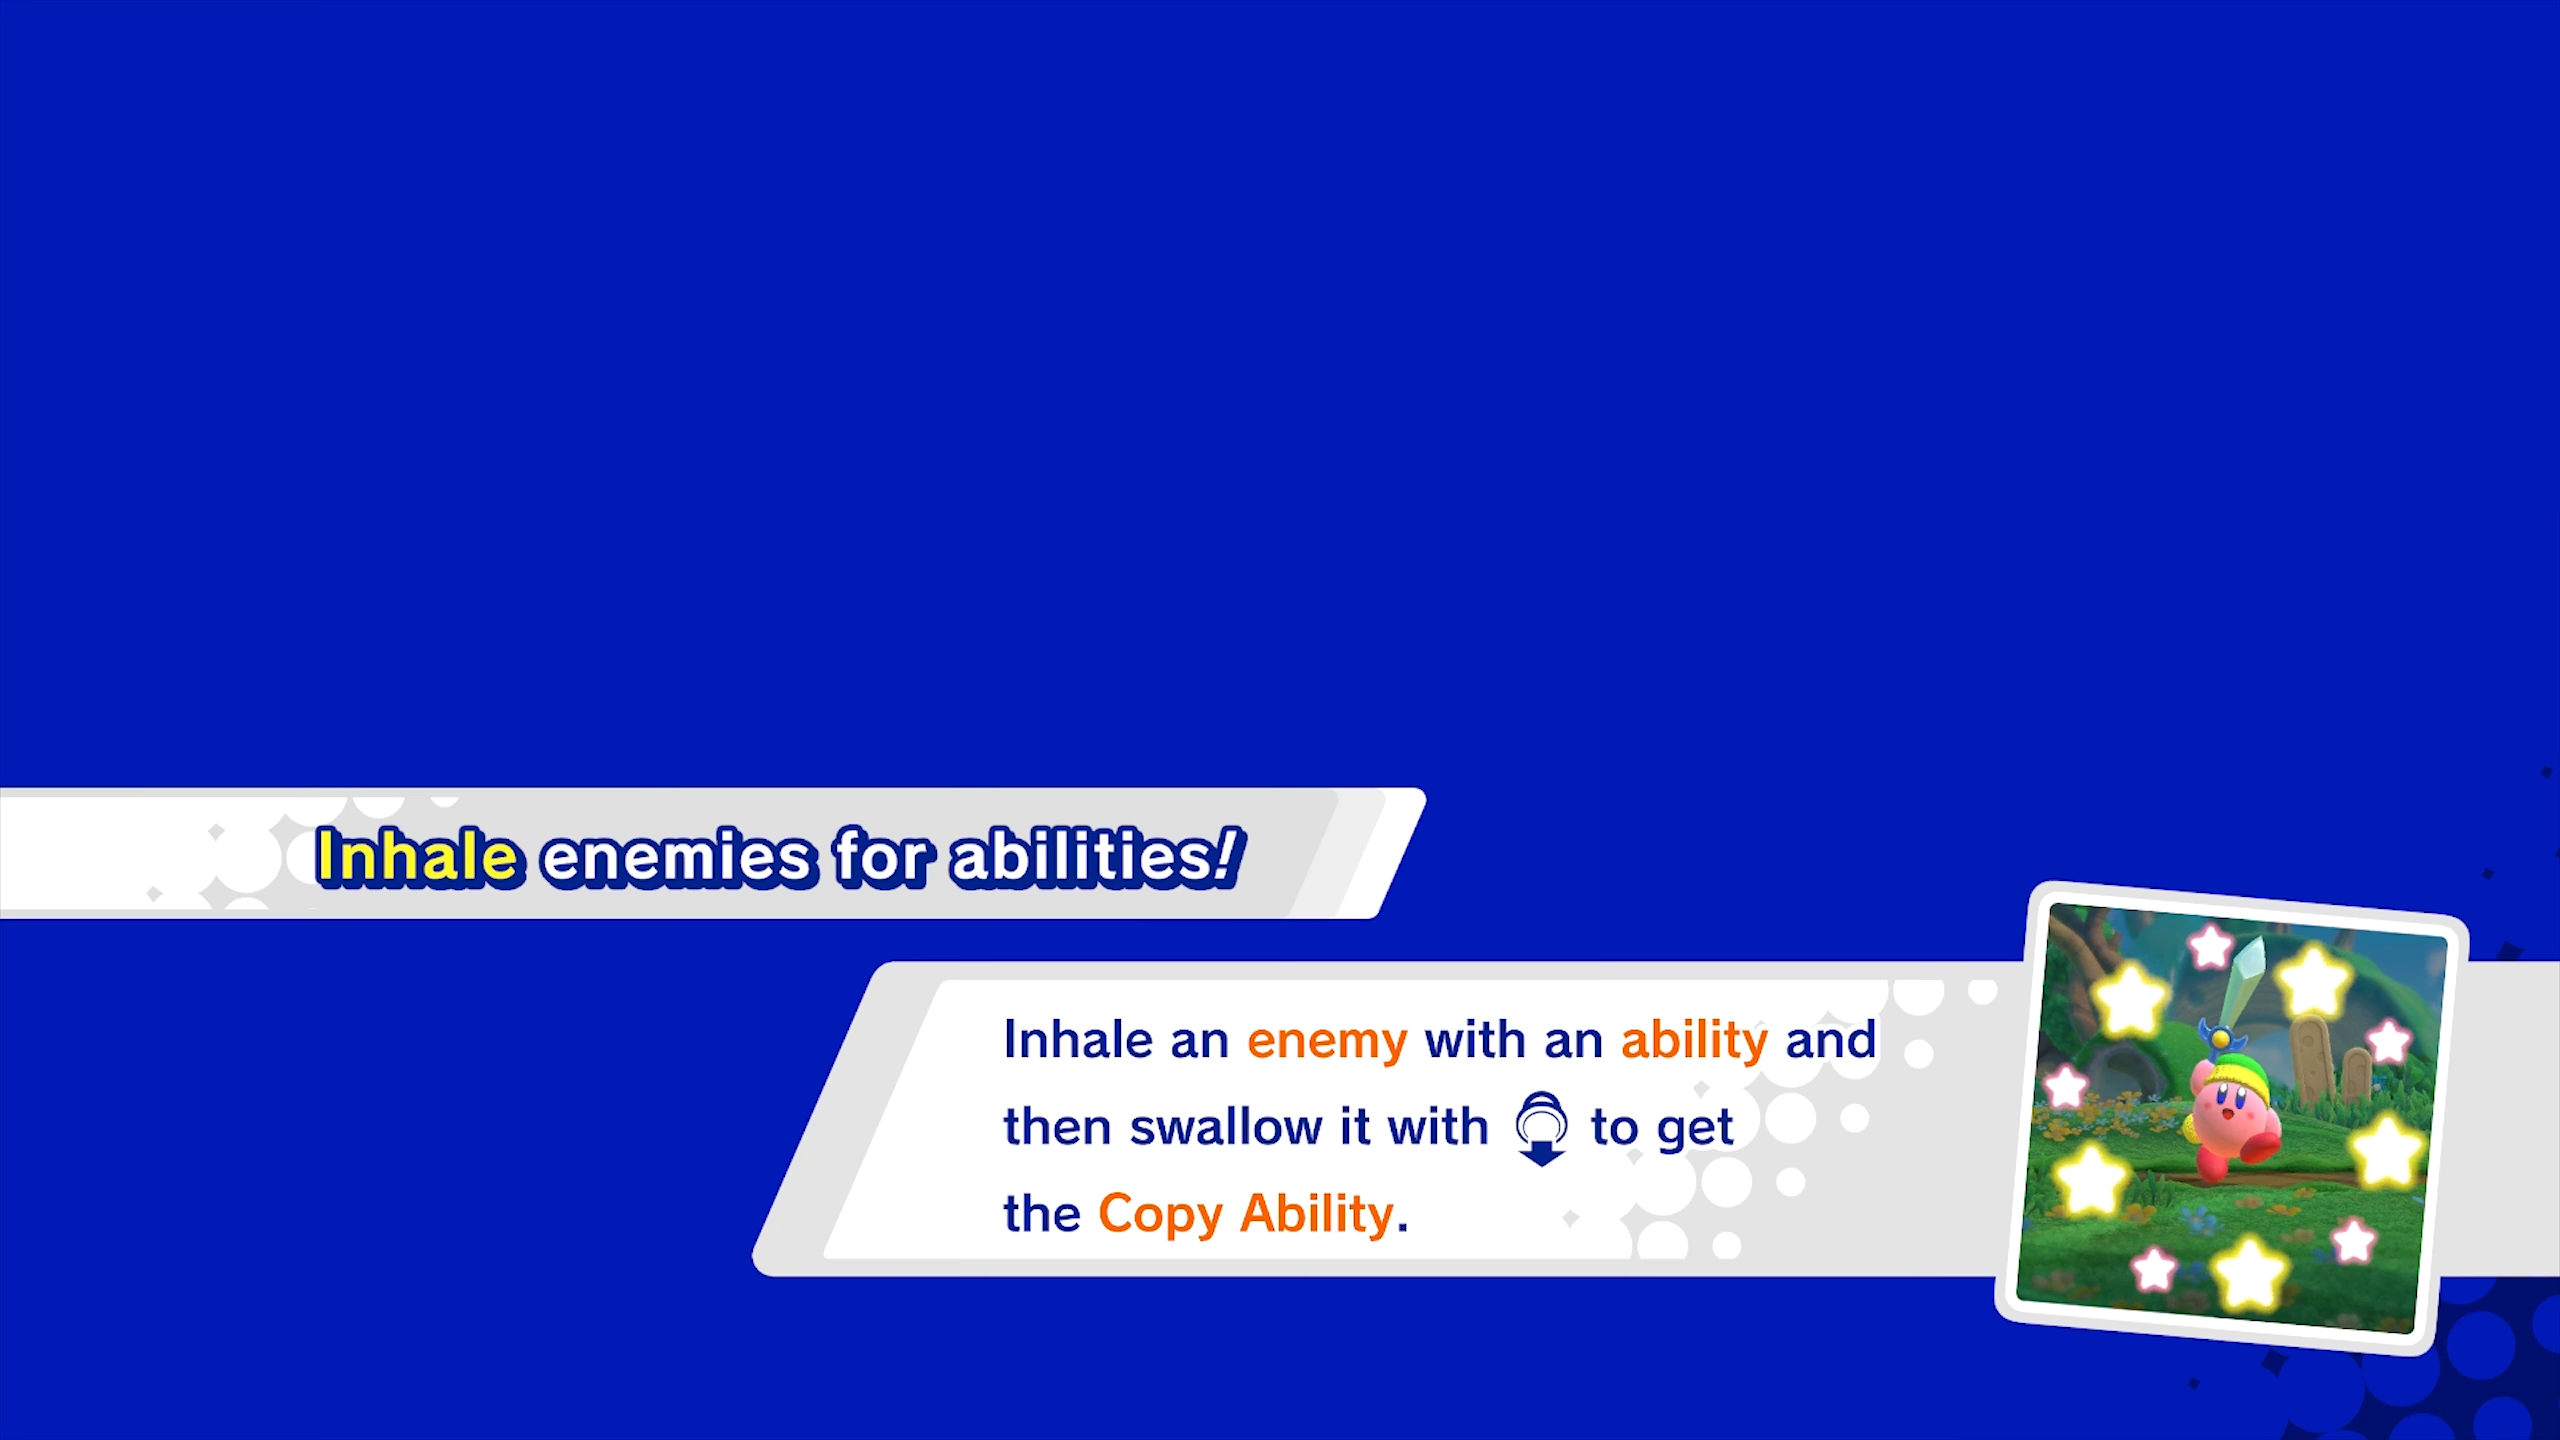 Inhale enemies for abilities!
Inhale an enemy with an ability and
then swallow it with to get
the Copy Ability.